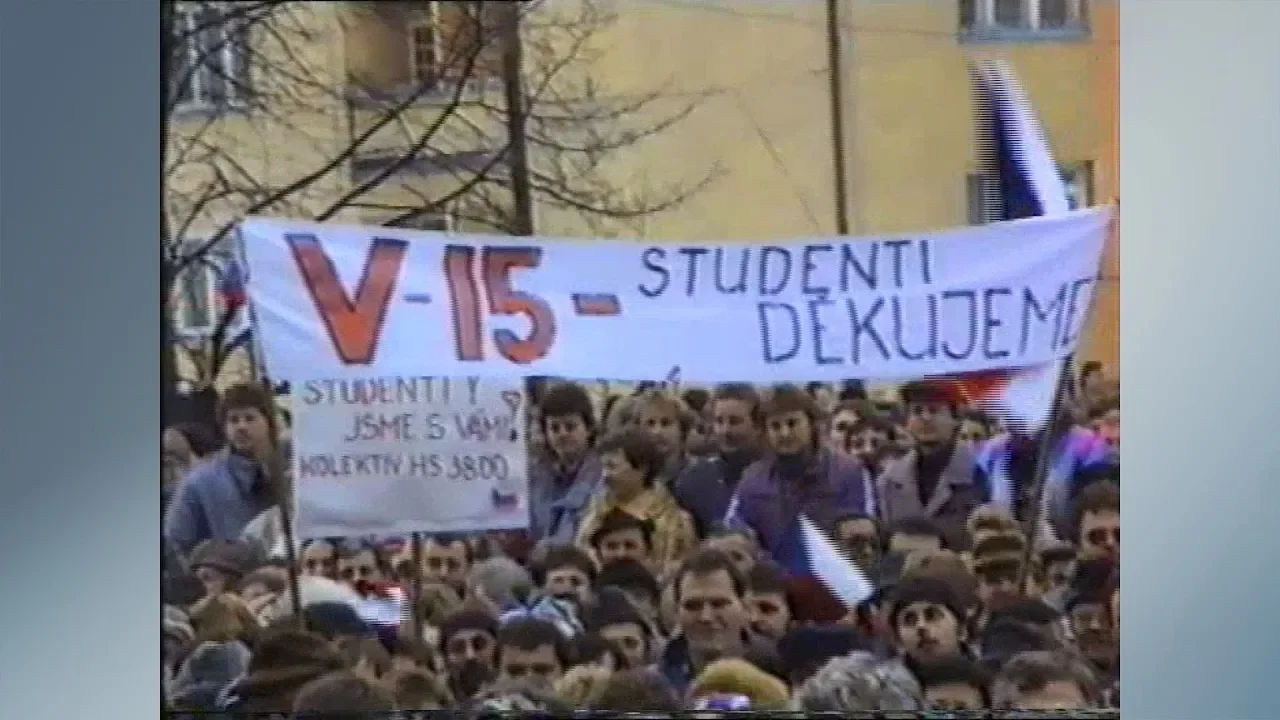 V-15- STUDENTI
DĚKUJEME
STUDENTI Y
JSME S VÁMI
KOLEKTIV HS 3800